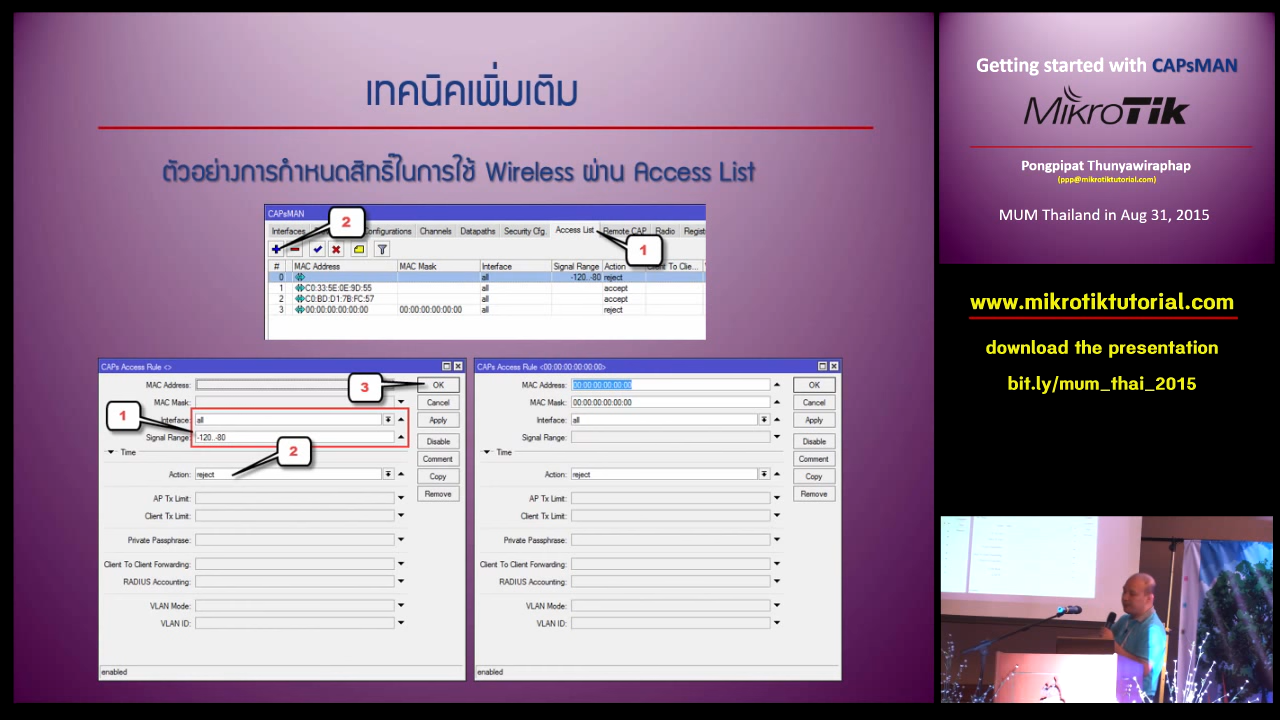 เทคนิคเพิ่มเติม
ตัวอย่างการกำหนดสิทธิ์ในการใช้ Wireless ผ่าน Access List
CAPsMAN
2
Interfaces
Configurations Channels Datapaths Security Cfg. Access List Remote CAP Radio Regist
1
# MAC Address MAC Mask Interface Signal Range Action Client To Clie...
0 all -120..-80 reject
1 C0:33:5E:0E:9D:55 all accept
2 C0:BD:D1:7B:FC:57 all accept
3 00:00:00:00:00:00 00:00:00:00:00:00 all reject
CAPs Access Rule <>
MAC Address:
3
OK
MAC Mask:
Cancel
1
Interface: all
Apply
Signal Range: -120..-80
Disable
Time
2
Comment
Action: reject
Copy
Remove
AP Tx Limit:
Client Tx Limit:
Private Passphrase:
Client To Client Forwarding:
RADIUS Accounting:
VLAN Mode:
VLAN ID:
enabled
CAPs Access Rule <00:00:00:00:00:00>
MAC Address: 00:00:00:00:00:00
OK
MAC Mask: 00:00:00:00:00:00
Cancel
Interface: all
Apply
Signal Range:
Disable
Time
Comment
Action: reject
Copy
Remove
AP Tx Limit:
Client Tx Limit:
Private Passphrase:
Client To Client Forwarding:
RADIUS Accounting:
VLAN Mode:
VLAN ID:
enabled
Getting started with CAPsMAN
MikroTik
Pongpipat Thunyawiraphap
(ppp@mikrotiktutorial.com)
MUM Thailand in Aug 31, 2015
www.mikrotiktutorial.com
download the presentation
bit.ly/mum_thai_2015